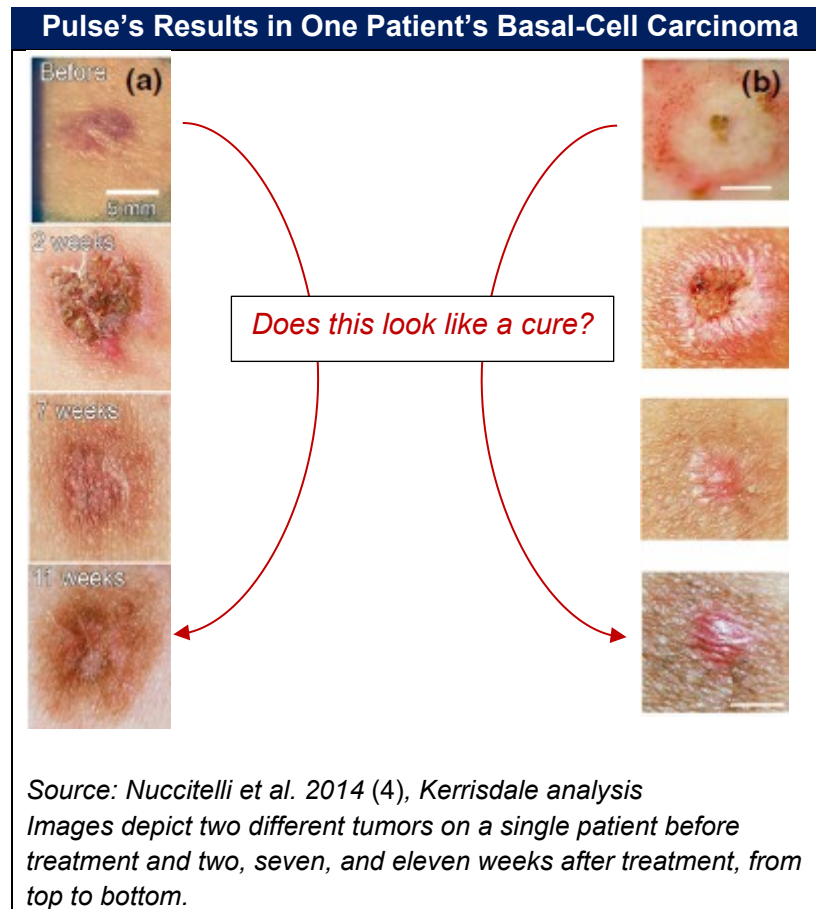 Pulse's Results in One Patient's Basal-Cell Carcinoma
Before
(a)
5 mm
2 weeks
7 weeks
11 weeks
(b)
Does this look like a cure?
Source: Nuccitelli et al. 2014 (4), Kerrisdale analysis
Images depict two different tumors on a single patient before
treatment and two, seven, and eleven weeks after treatment, from
top to bottom.